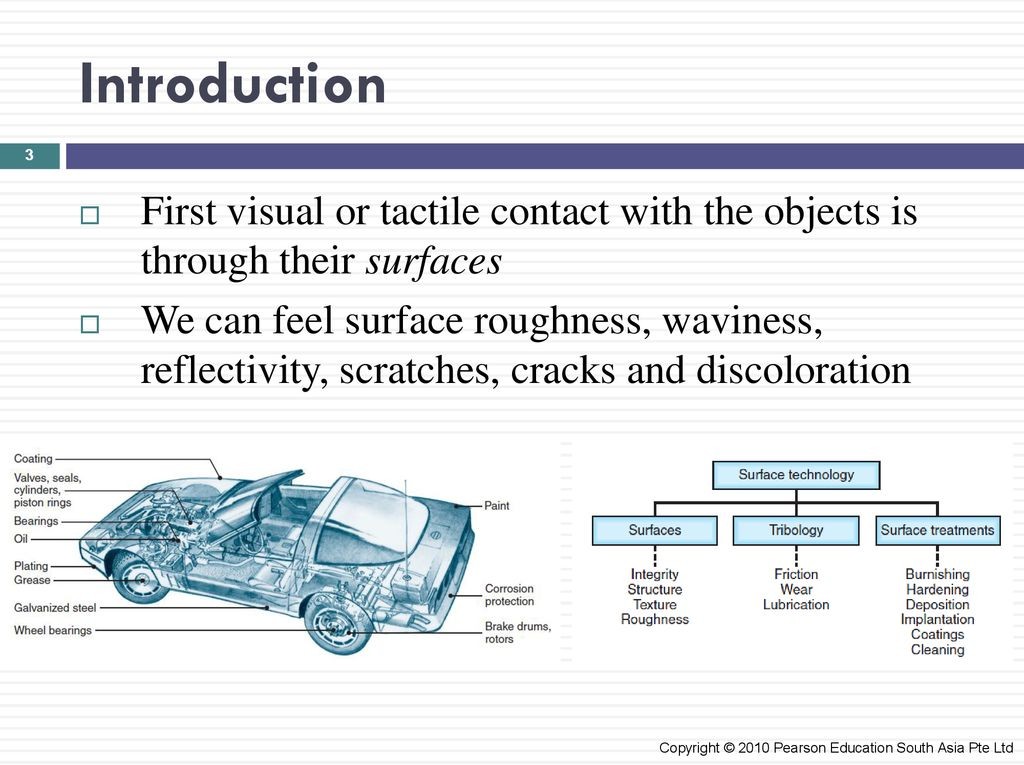 Introduction
3
First visual or tactile contact with the objects is
through their surfaces
We can feel surface roughness, waviness,
reflectivity, scratches, cracks and discoloration
Coating
Valves, seals,
cylinders,
piston rings
Bearings
Oil
Plating
Grease
Galvanized steel
Wheel bearings
Paint
Corrosion
protection
Brake drums,
rotors
Surface technology
Surfaces
Integrity
Structure
Texture
Roughness
Tribology
Friction
Wear
Lubrication
Surface treatments
Burnishing
Hardening
Deposition
Implantation
Coatings
Cleaning
Copyright © 2010 Pearson Education South Asia Pte Ltd